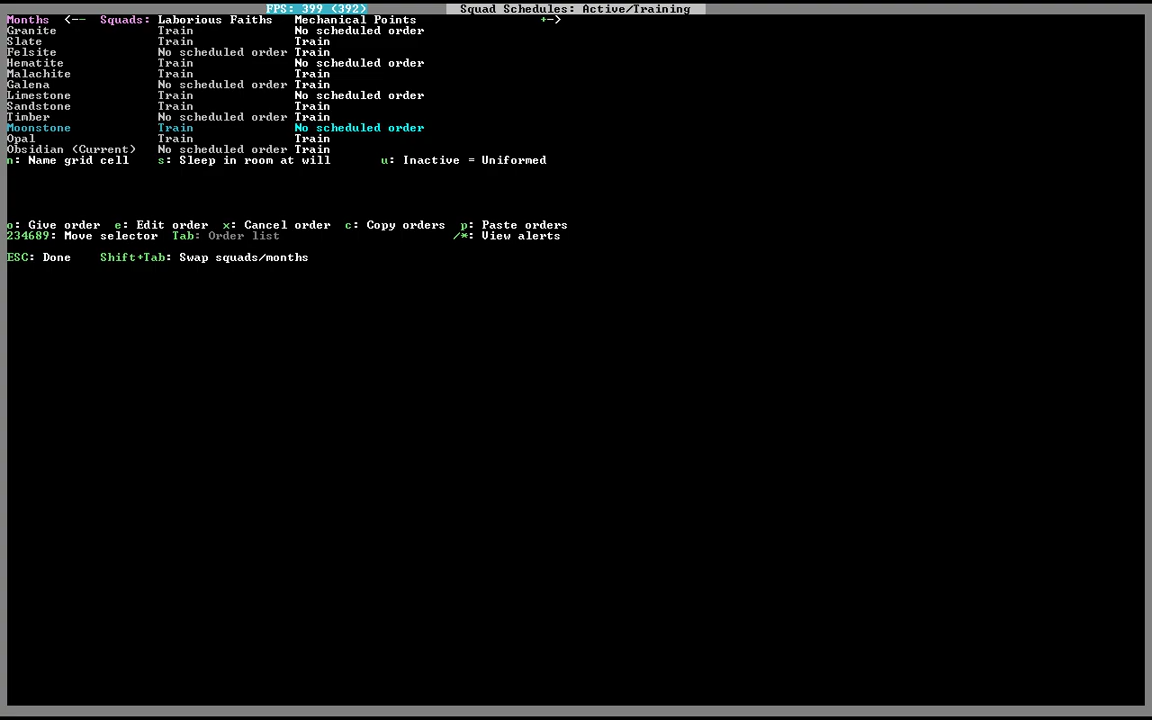 FPS: 399 (392) Squad Schedules: Active/Training
Months <-- Squads: Laborious Faiths Mechanical Points +->
Granite Train No scheduled order
Slate Train Train
Felsite No scheduled order Train
Hematite Train No scheduled order
Malachite Train Train
Galena No scheduled order Train
Limestone Train No scheduled order
Sandstone Train Train
Timber No scheduled order Train
Moonstone Train No scheduled order
Opal Train Train
Obsidian (Current) No scheduled order Train
n: Name grid cell s: Sleep in room at will u: Inactive = Uniformed
o: Give order e: Edit order x: Cancel order c: Copy orders p: Paste orders
234689: Move selector Tab: Order list /*: View alerts
ESC: Done Shift+Tab: Swap squads/months